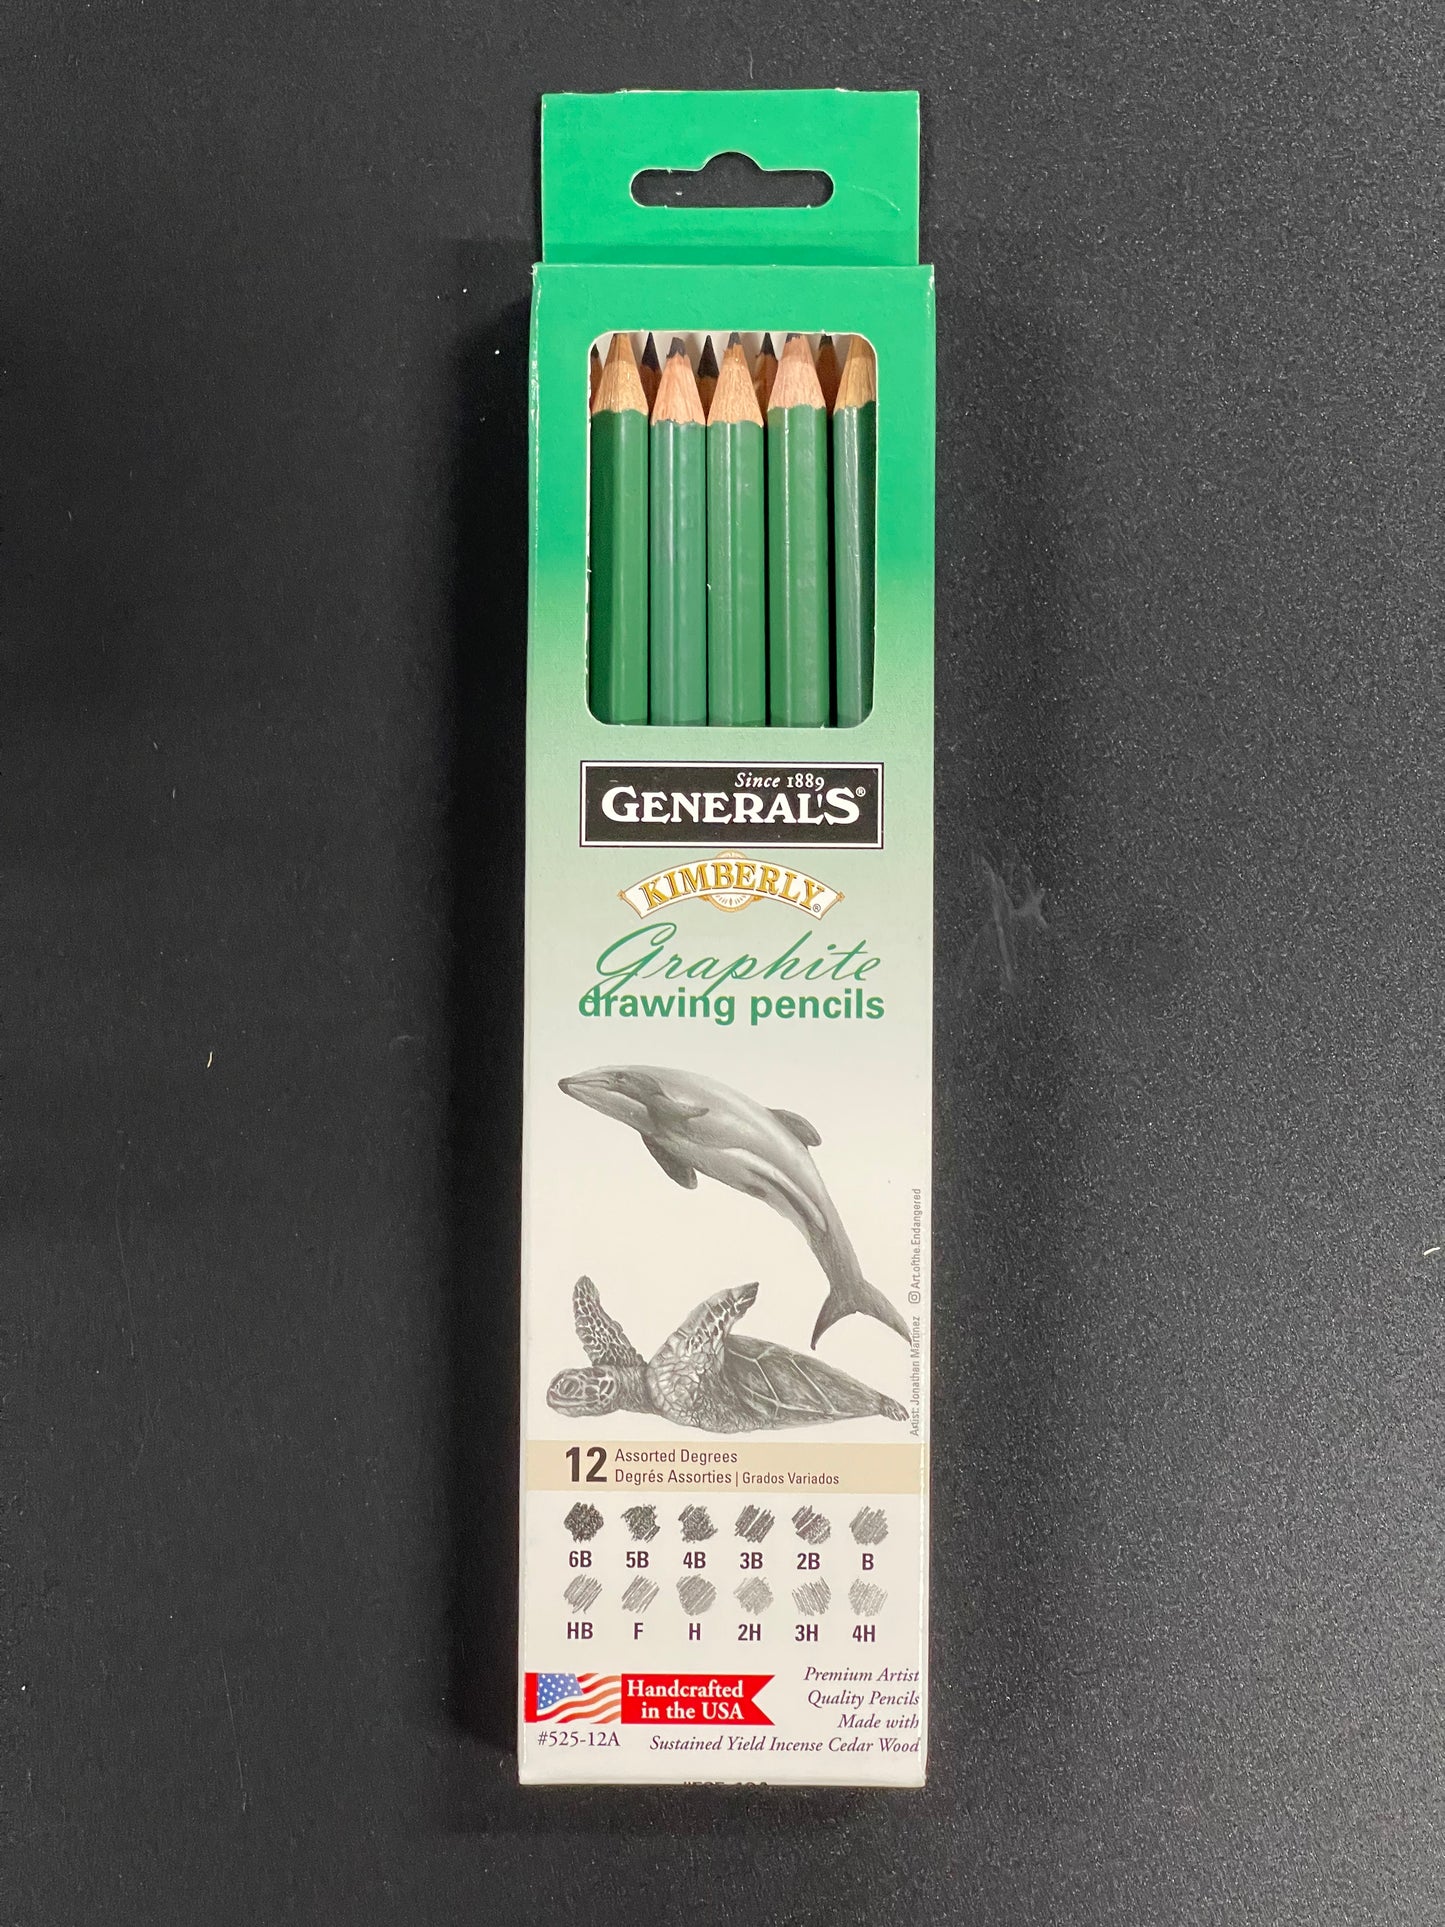 Since 1889
GENERAL'S®
KIMBERLY®
Graphite
drawing pencils
Artist: Jonathan Martinez Art.ofthe.Endangered
12 Assorted Degrees
Degrés Assorties | Grados Variados
6B 5B 4B 3B 2B B
HB F H 2H 3H 4H
Handcrafted
in the USA
#525-12A
Premium Artist
Quality Pencils
Made with
Sustained Yield Incense Cedar Wood